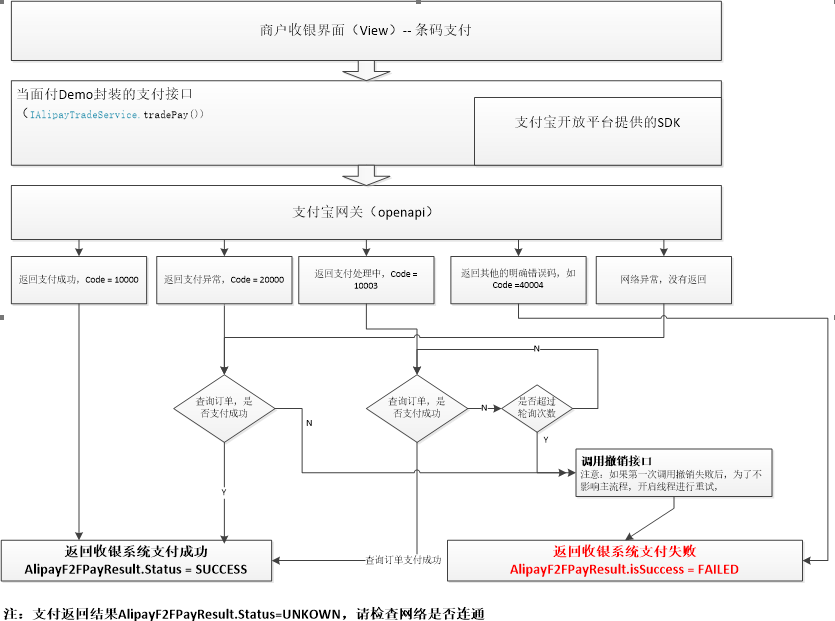 商户收银界面（View）-- 条码支付
当面付Demo封装的支付接口
（IAlipayTradeService.tradePay()）
支付宝开放平台提供的SDK
支付宝网关（openapi）
返回支付成功，Code = 10000
返回支付异常，Code = 20000
返回支付处理中，Code =
10003
返回其他的明确错误码，如
Code =40004
网络异常，没有返回
N
查询订单，是
否支付成功
N
查询订单，是
否支付成功
N
是否超过
轮询次数
Y
调用撤销接口
注意：如果第一次调用撤销失败后，为了不
影响主流程，开启线程进行重试，
Y
返回收银系统支付成功
AlipayF2FPayResult.Status = SUCCESS
查询订单支付成功
返回收银系统支付失败
AlipayF2FPayResult.isSuccess = FAILED
注：支付返回结果AlipayF2FPayResult.Status=UNKOWN，请检查网络是否连通